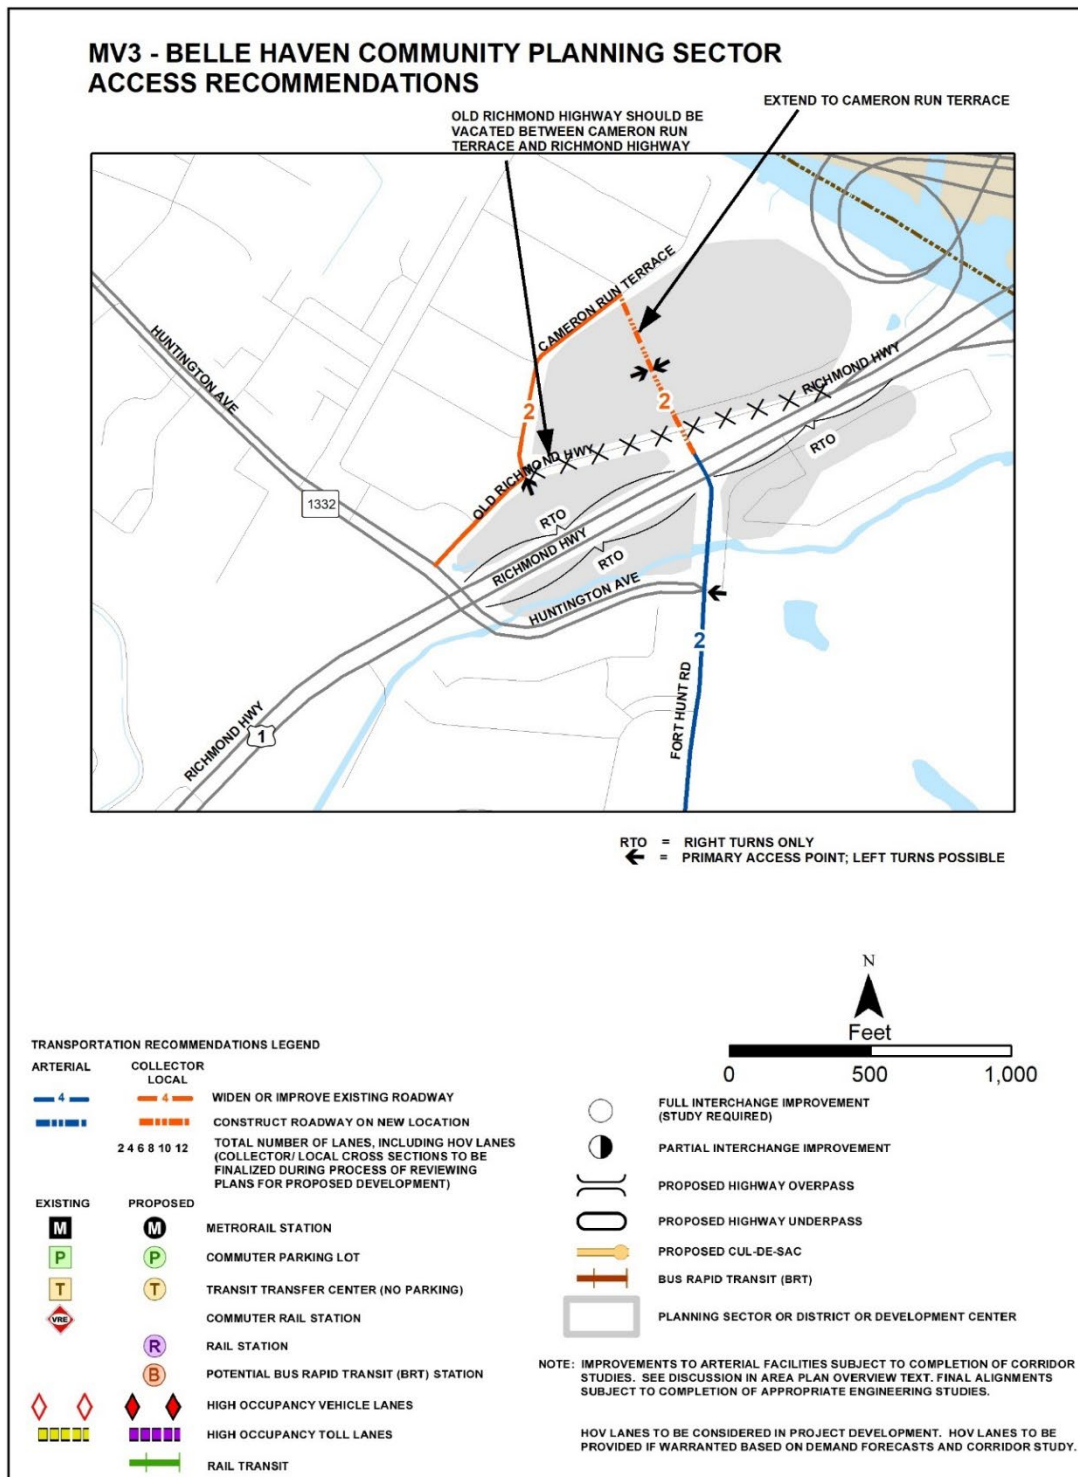 MV3 - BELLE HAVEN COMMUNITY PLANNING SECTOR
ACCESS RECOMMENDATIONS
EXTEND TO CAMERON RUN TERRACE
OLD RICHMOND HIGHWAY SHOULD BE
VACATED BETWEEN CAMERON RUN
TERRACE AND RICHMOND HIGHWAY
CAMERON RUN TERRACE
HUNTINGTON AVE
RICHMOND HWY
2
2
RTO
OLD RICHMOND HWY
1332
RTO
RICHMOND HWY
RTO
HUNTINGTON AVE
2
FORT HUNT RD
RICHMOND HWY
1
RTO = RIGHT TURNS ONLY
= PRIMARY ACCESS POINT; LEFT TURNS POSSIBLE
N
Feet
0 500 1,000
TRANSPORTATION RECOMMENDATIONS LEGEND
ARTERIAL COLLECTOR
LOCAL
4 4 WIDEN OR IMPROVE EXISTING ROADWAY
CONSTRUCT ROADWAY ON NEW LOCATION
2 4 6 8 10 12 TOTAL NUMBER OF LANES, INCLUDING HOV LANES
(COLLECTOR/ LOCAL CROSS SECTIONS TO BE
FINALIZED DURING PROCESS OF REVIEWING
PLANS FOR PROPOSED DEVELOPMENT)
EXISTING PROPOSED
M M METRORAIL STATION
P P COMMUTER PARKING LOT
T T TRANSIT TRANSFER CENTER (NO PARKING)
VRE COMMUTER RAIL STATION
R RAIL STATION
B POTENTIAL BUS RAPID TRANSIT (BRT) STATION
HIGH OCCUPANCY VEHICLE LANES
HIGH OCCUPANCY TOLL LANES
RAIL TRANSIT
FULL INTERCHANGE IMPROVEMENT
(STUDY REQUIRED)
PARTIAL INTERCHANGE IMPROVEMENT
PROPOSED HIGHWAY OVERPASS
PROPOSED HIGHWAY UNDERPASS
PROPOSED CUL-DE-SAC
BUS RAPID TRANSIT (BRT)
PLANNING SECTOR OR DISTRICT OR DEVELOPMENT CENTER
NOTE: IMPROVEMENTS TO ARTERIAL FACILITIES SUBJECT TO COMPLETION OF CORRIDOR
STUDIES. SEE DISCUSSION IN AREA PLAN OVERVIEW TEXT. FINAL ALIGNMENTS
SUBJECT TO COMPLETION OF APPROPRIATE ENGINEERING STUDIES.
HOV LANES TO BE CONSIDERED IN PROJECT DEVELOPMENT. HOV LANES TO BE
PROVIDED IF WARRANTED BASED ON DEMAND FORECASTS AND CORRIDOR STUDY.